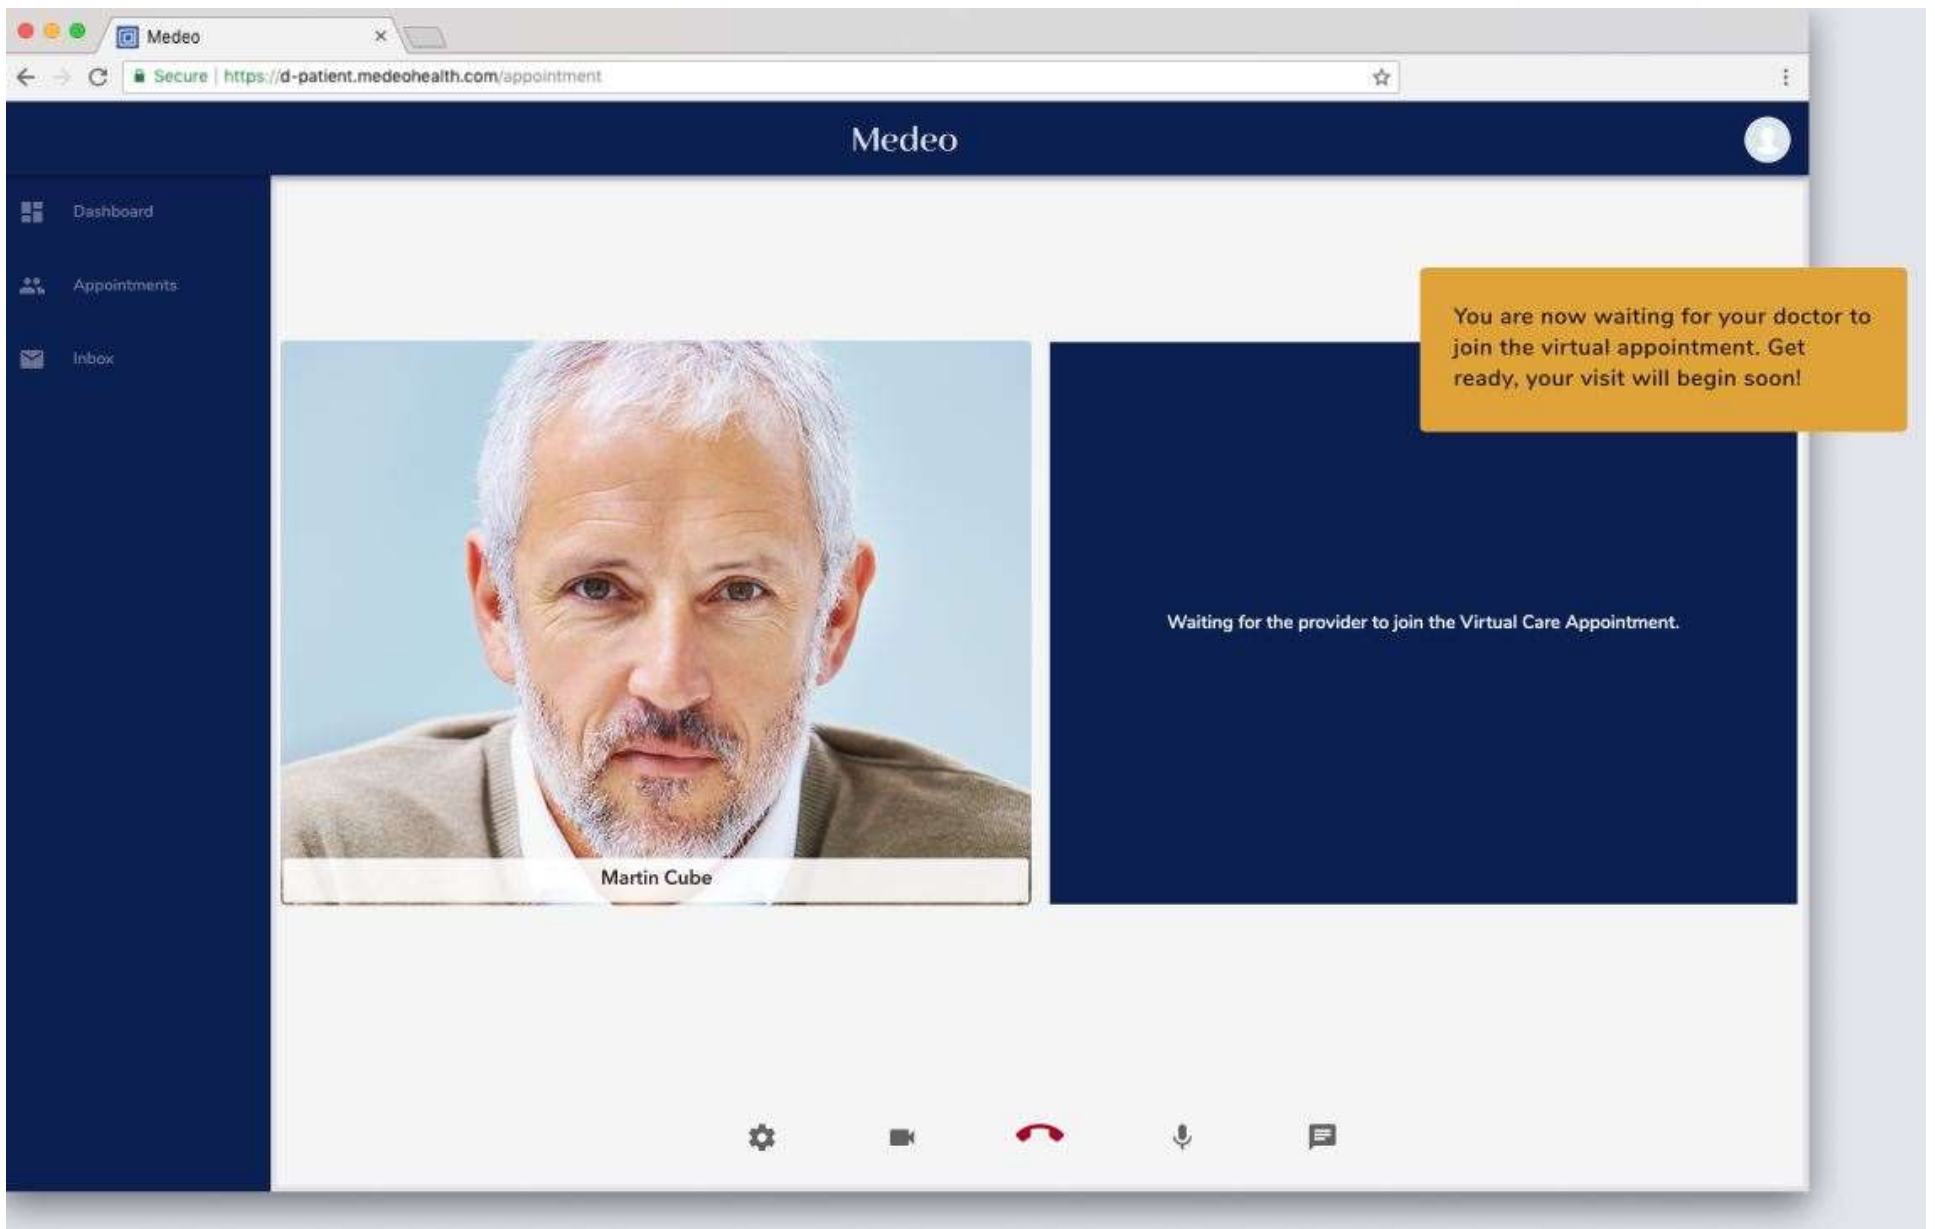 Medeo
Secure | https://d-patient.medeohealth.com/appointment
Medeo
Dashboard
Appointments
Inbox
You are now waiting for your doctor to
join the virtual appointment. Get
ready, your visit will begin soon!
Waiting for the provider to join the Virtual Care Appointment.
Martin Cube